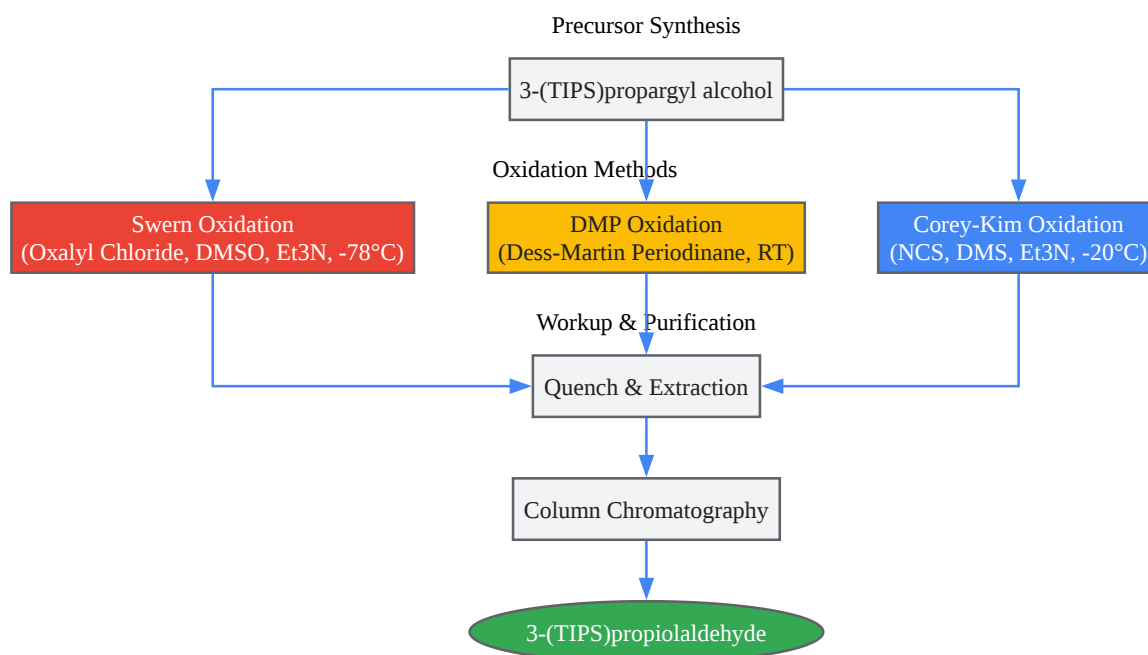 Precursor Synthesis
3-(TIPS)propargyl alcohol
Oxidation Methods
Swern Oxidation
(Oxalyl Chloride, DMSO, Et3N, -78°C)
DMP Oxidation
(Dess-Martin Periodinane, RT)
Corey-Kim Oxidation
(NCS, DMS, Et3N, -20°C)
Workup & Purification
Quench & Extraction
Column Chromatography
3-(TIPS)propiolaldehyde